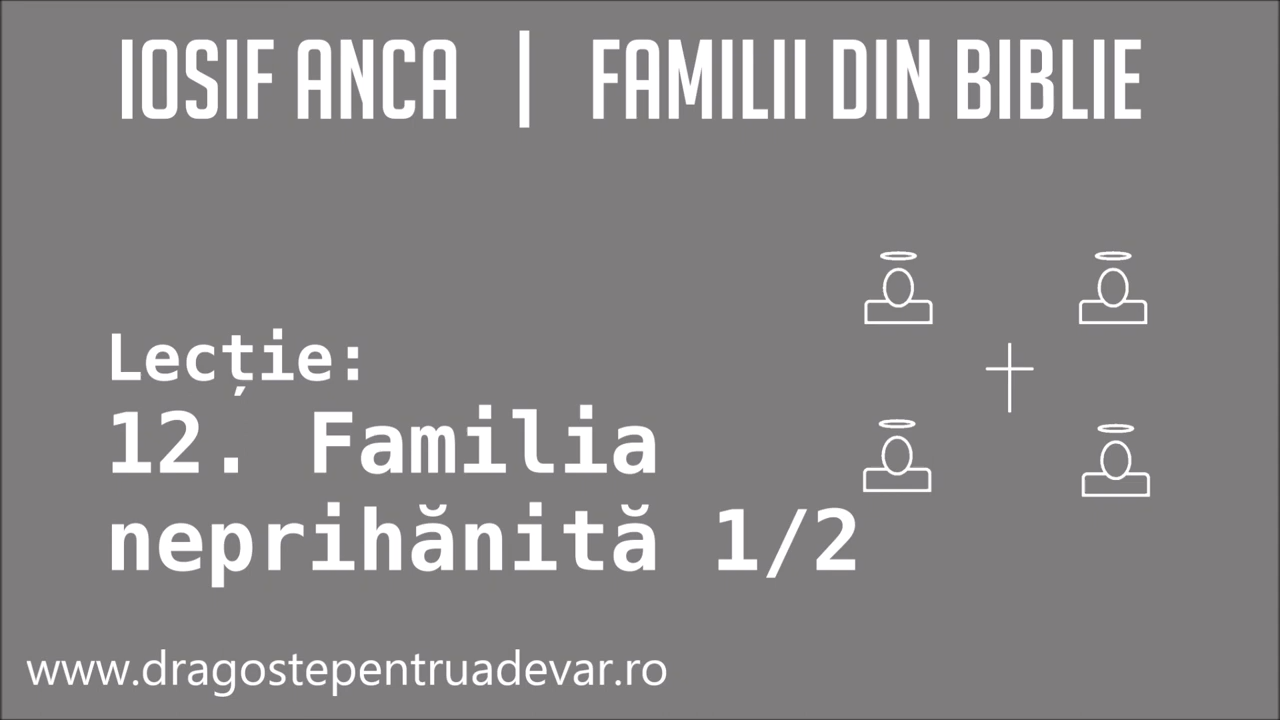 IOSIF ANCA | FAMILII DIN BIBLIE
Lecție:
12. Familia
neprihănită 1/2
www.dragostepentruadevar.ro